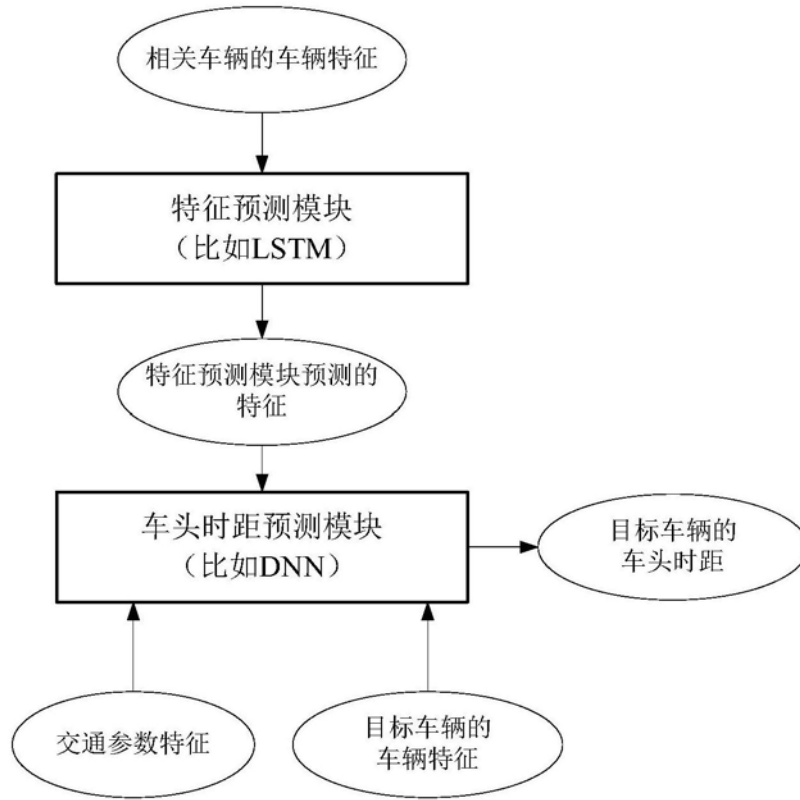 相关车辆的车辆特征
特征预测模块
（比如LSTM）
特征预测模块预测的
特征
车头时距预测模块
（比如DNN）
目标车辆的
车头时距
交通参数特征
目标车辆的
车辆特征